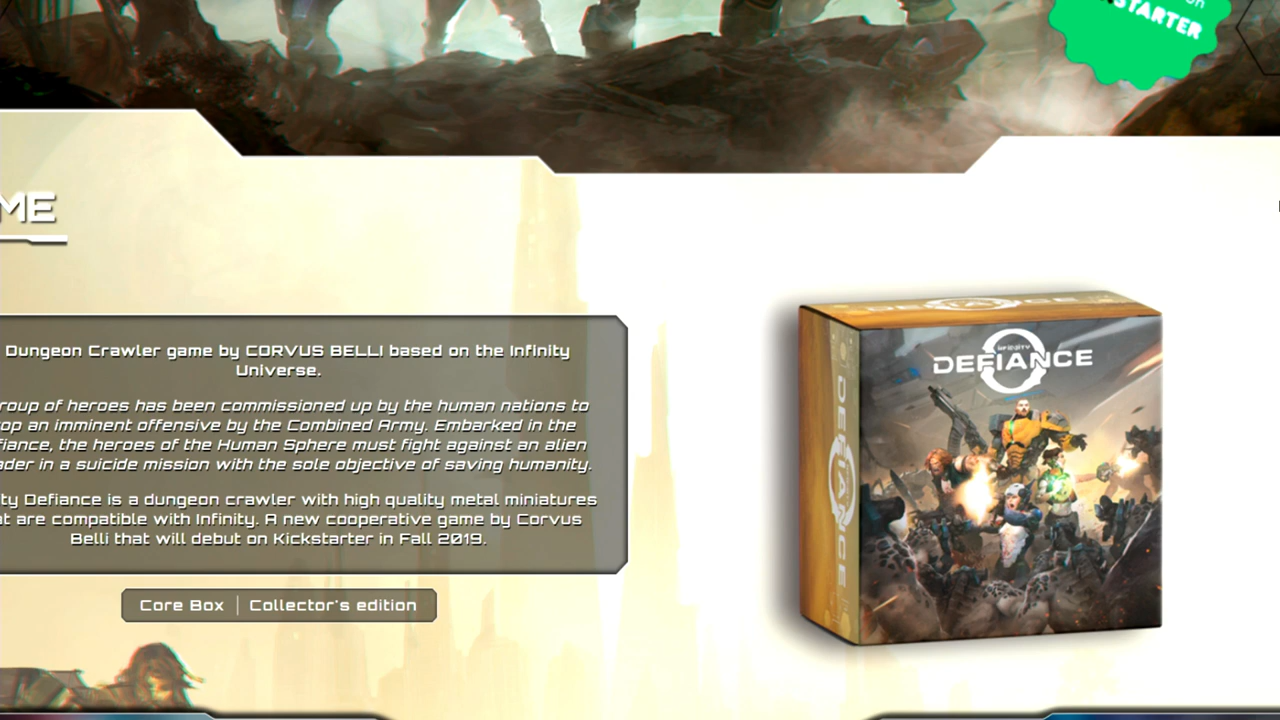 on
STARTER
ME
Dungeon Crawler game by CORVUS BELLI based on the Infinity
Universe.
roup of heroes has been commissioned up by the human nations to
op an imminent offensive by the Combined Army. Embarked in the
fiance, the heroes of the Human Sphere must fight against an alien
ader in a suicide mission with the sole objective of saving humanity.
ty Defiance is a dungeon crawler with high quality metal miniatures
at are compatible with Infinity. A new cooperative game by Corvus
Belli that will debut on Kickstarter in Fall 2019.
Core Box | Collector's edition
DEFIANCE
INFINITY
DEFIANCE
DEFIANCE